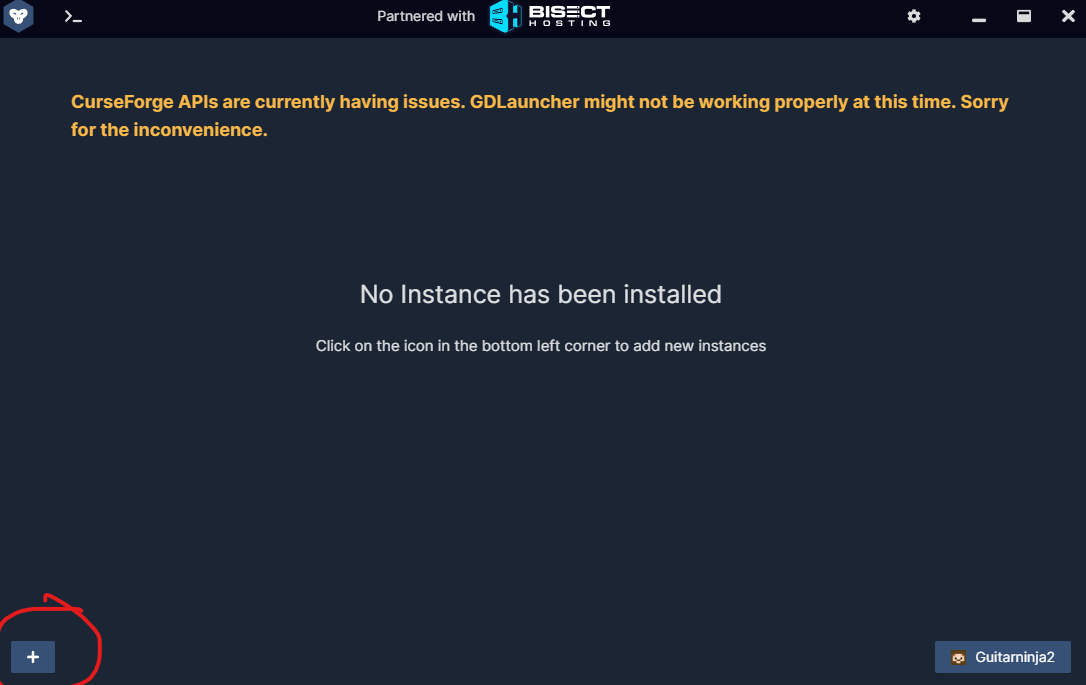 Partnered with BISECT
HOSTING
CurseForge APIs are currently having issues. GDLauncher might not be working properly at this time. Sorry
for the inconvenience.
No Instance has been installed
Click on the icon in the bottom left corner to add new instances
Guitarninja2